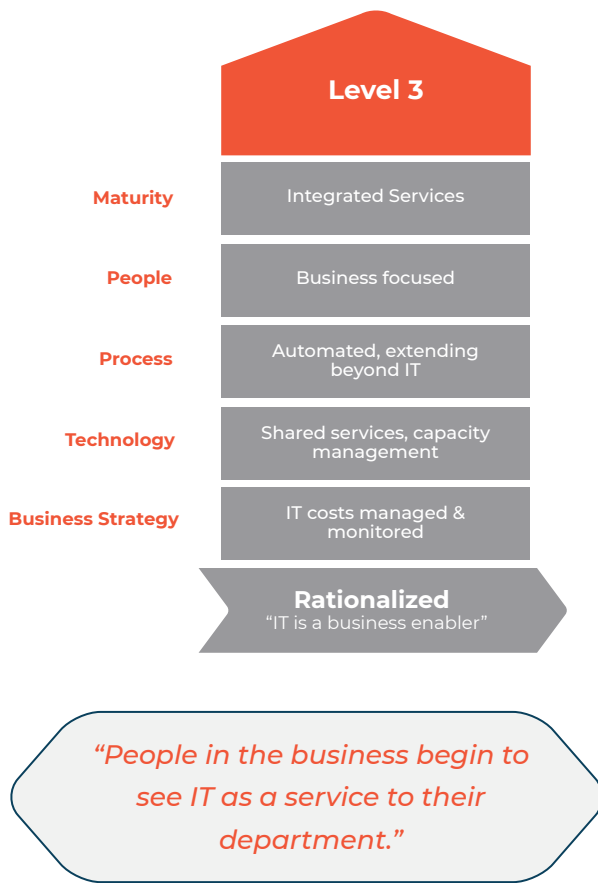 Level 3
Maturity
Integrated Services
People
Business focused
Process
Automated, extending
beyond IT
Technology
Shared services, capacity
management
Business Strategy
IT costs managed &
monitored
Rationalized
“IT is a business enabler”
“People in the business begin to
see IT as a service to their
department.”